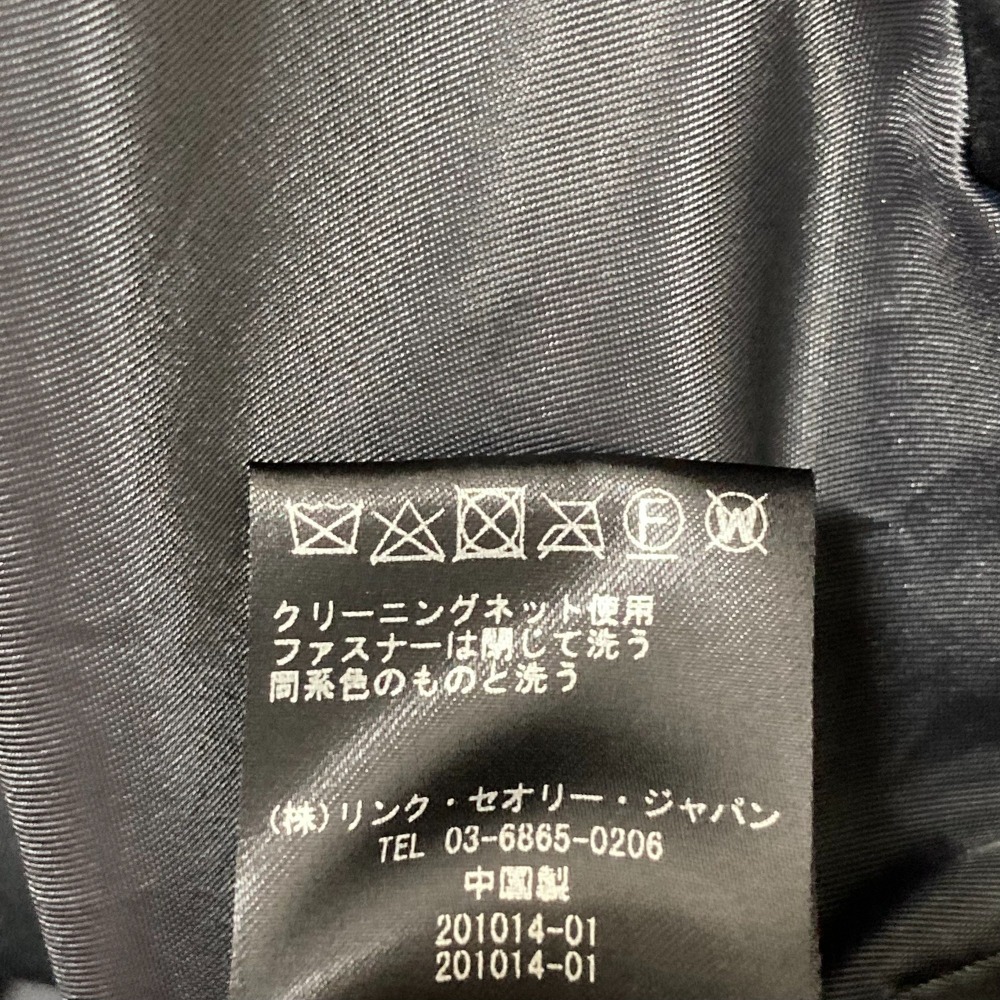 F W
クリーニングネット使用
ファスナーは閉じて洗う
同系色のものと洗う
(株)リンク・セオリー・ジャパン
TEL 03-6865-0206
中国製
201014-01
201014-01